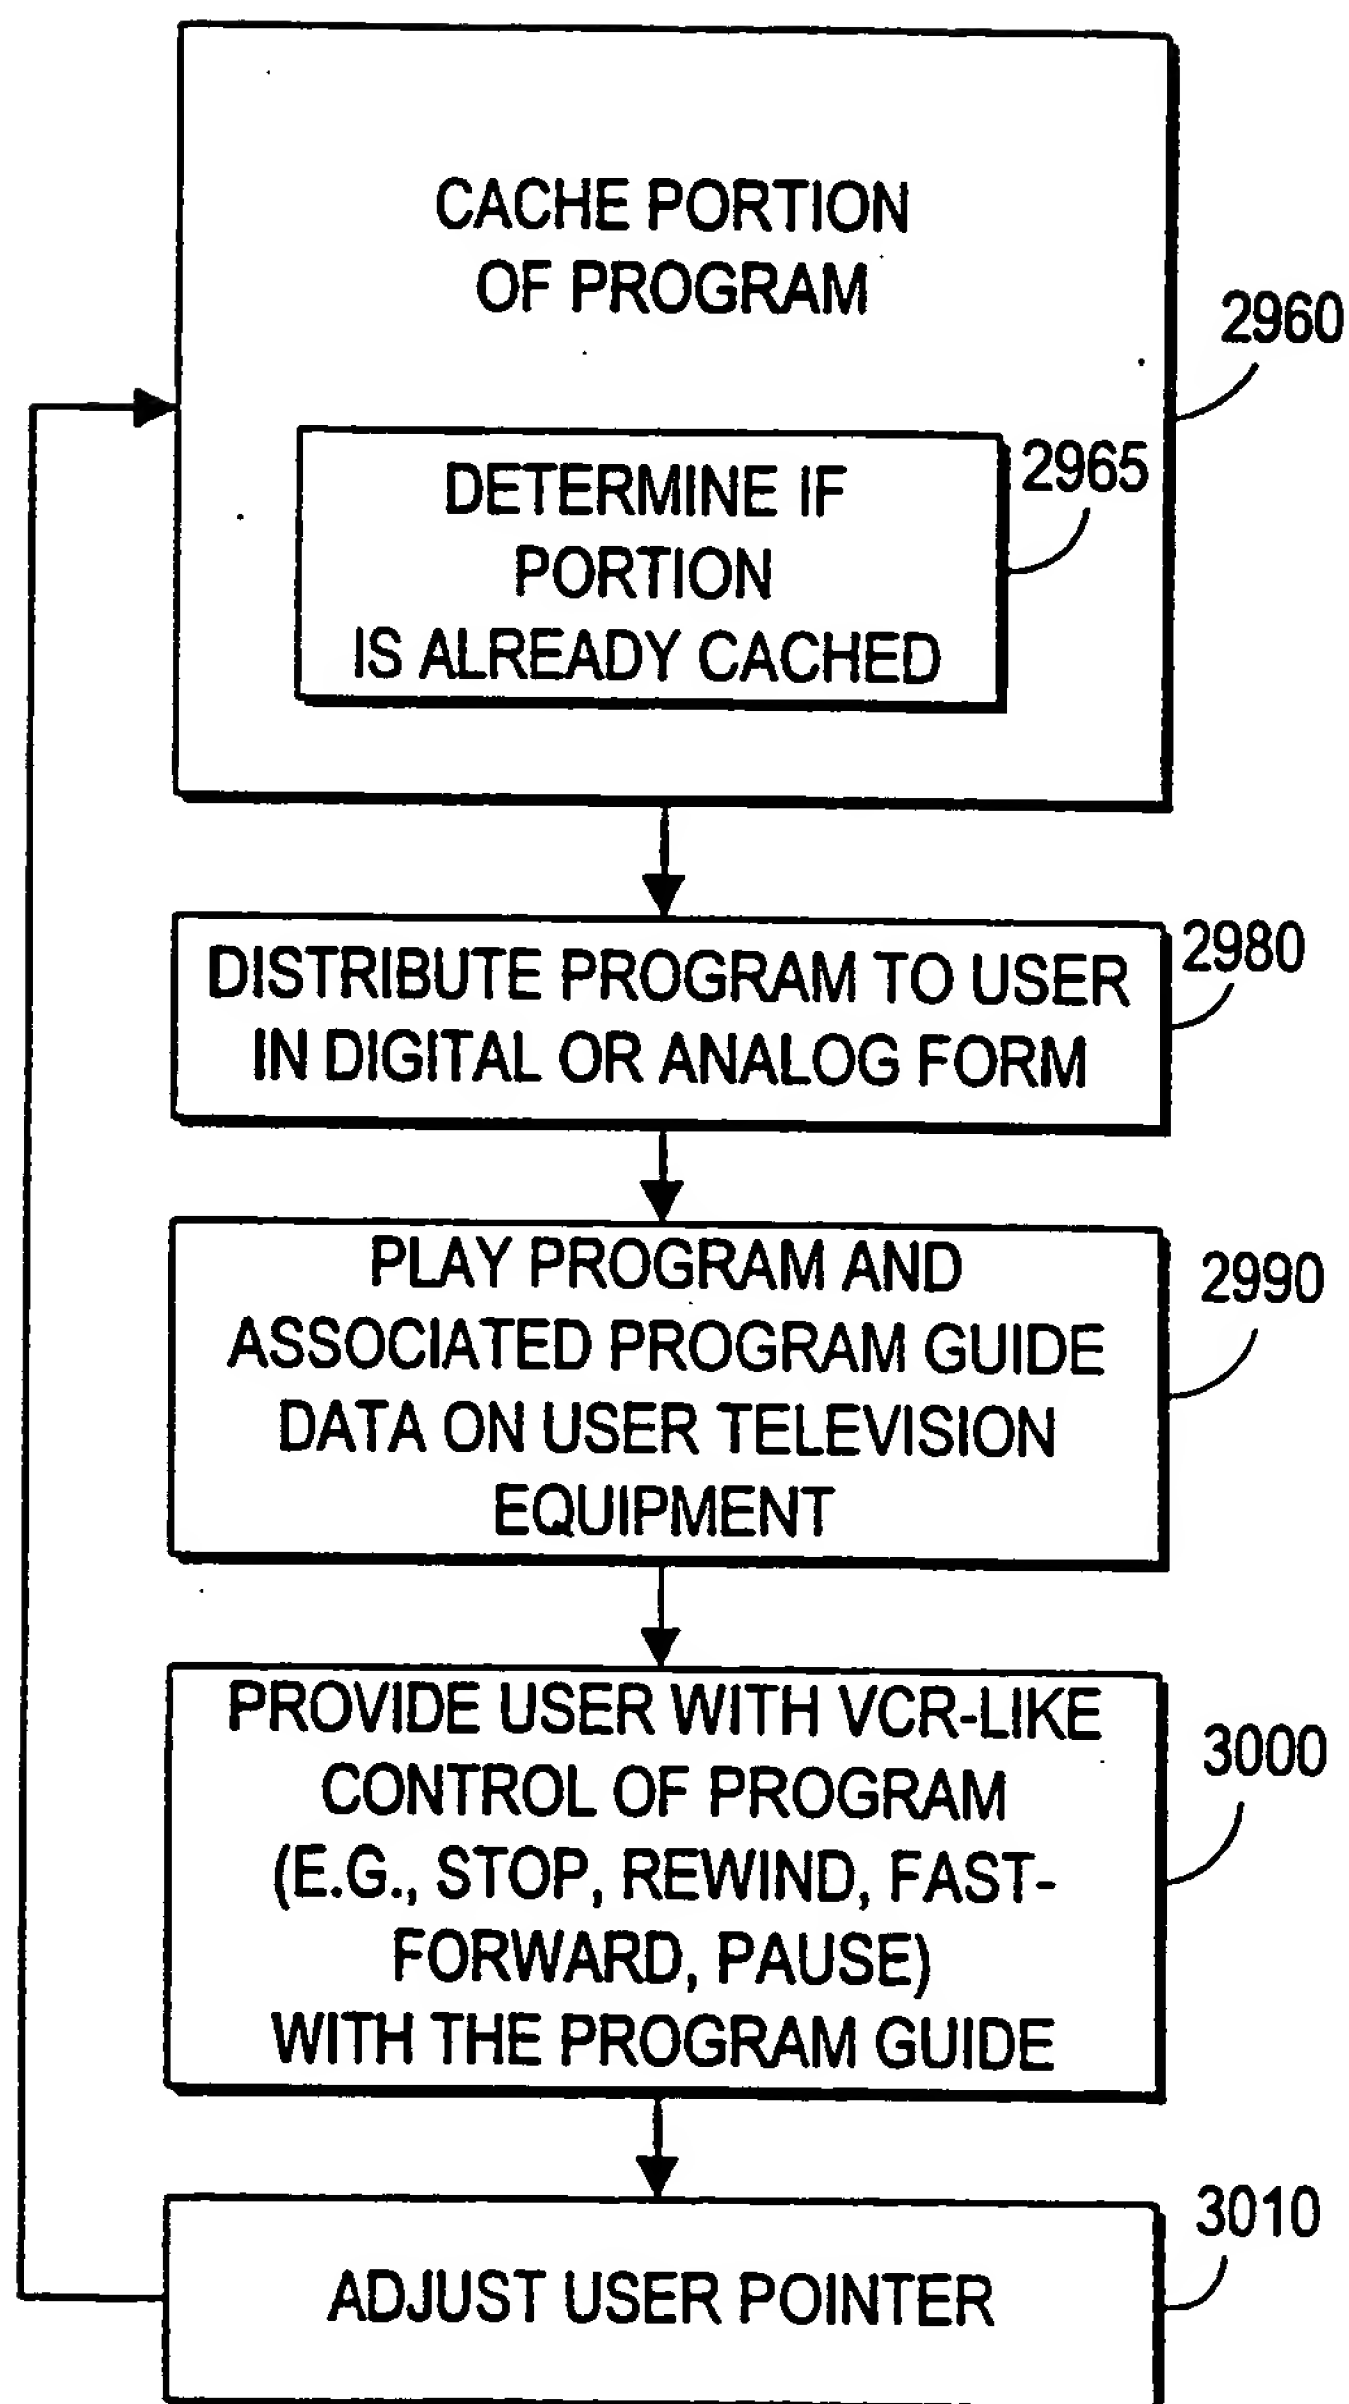 CACHE PORTION
OF PROGRAM
2960
DETERMINE IF
PORTION
IS ALREADY CACHED
2965
DISTRIBUTE PROGRAM TO USER
IN DIGITAL OR ANALOG FORM
2980
PLAY PROGRAM AND
ASSOCIATED PROGRAM GUIDE
DATA ON USER TELEVISION
EQUIPMENT
2990
PROVIDE USER WITH VCR-LIKE
CONTROL OF PROGRAM
(E.G., STOP, REWIND, FAST-
FORWARD, PAUSE)
WITH THE PROGRAM GUIDE
3000
ADJUST USER POINTER
3010